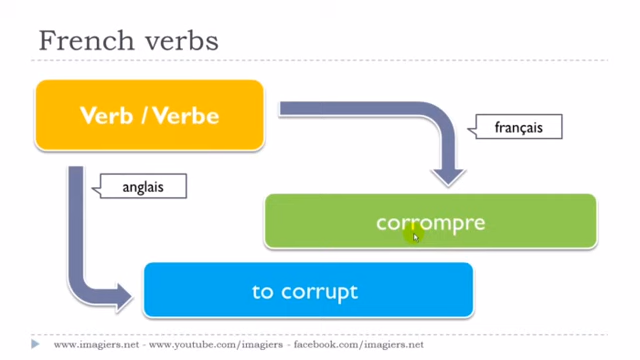 French verbs
Verb / Verbe
français
anglais
corrompre
to corrupt
www.imagiers.net - www.youtube.com/imagiers - facebook.com/imagiers.net